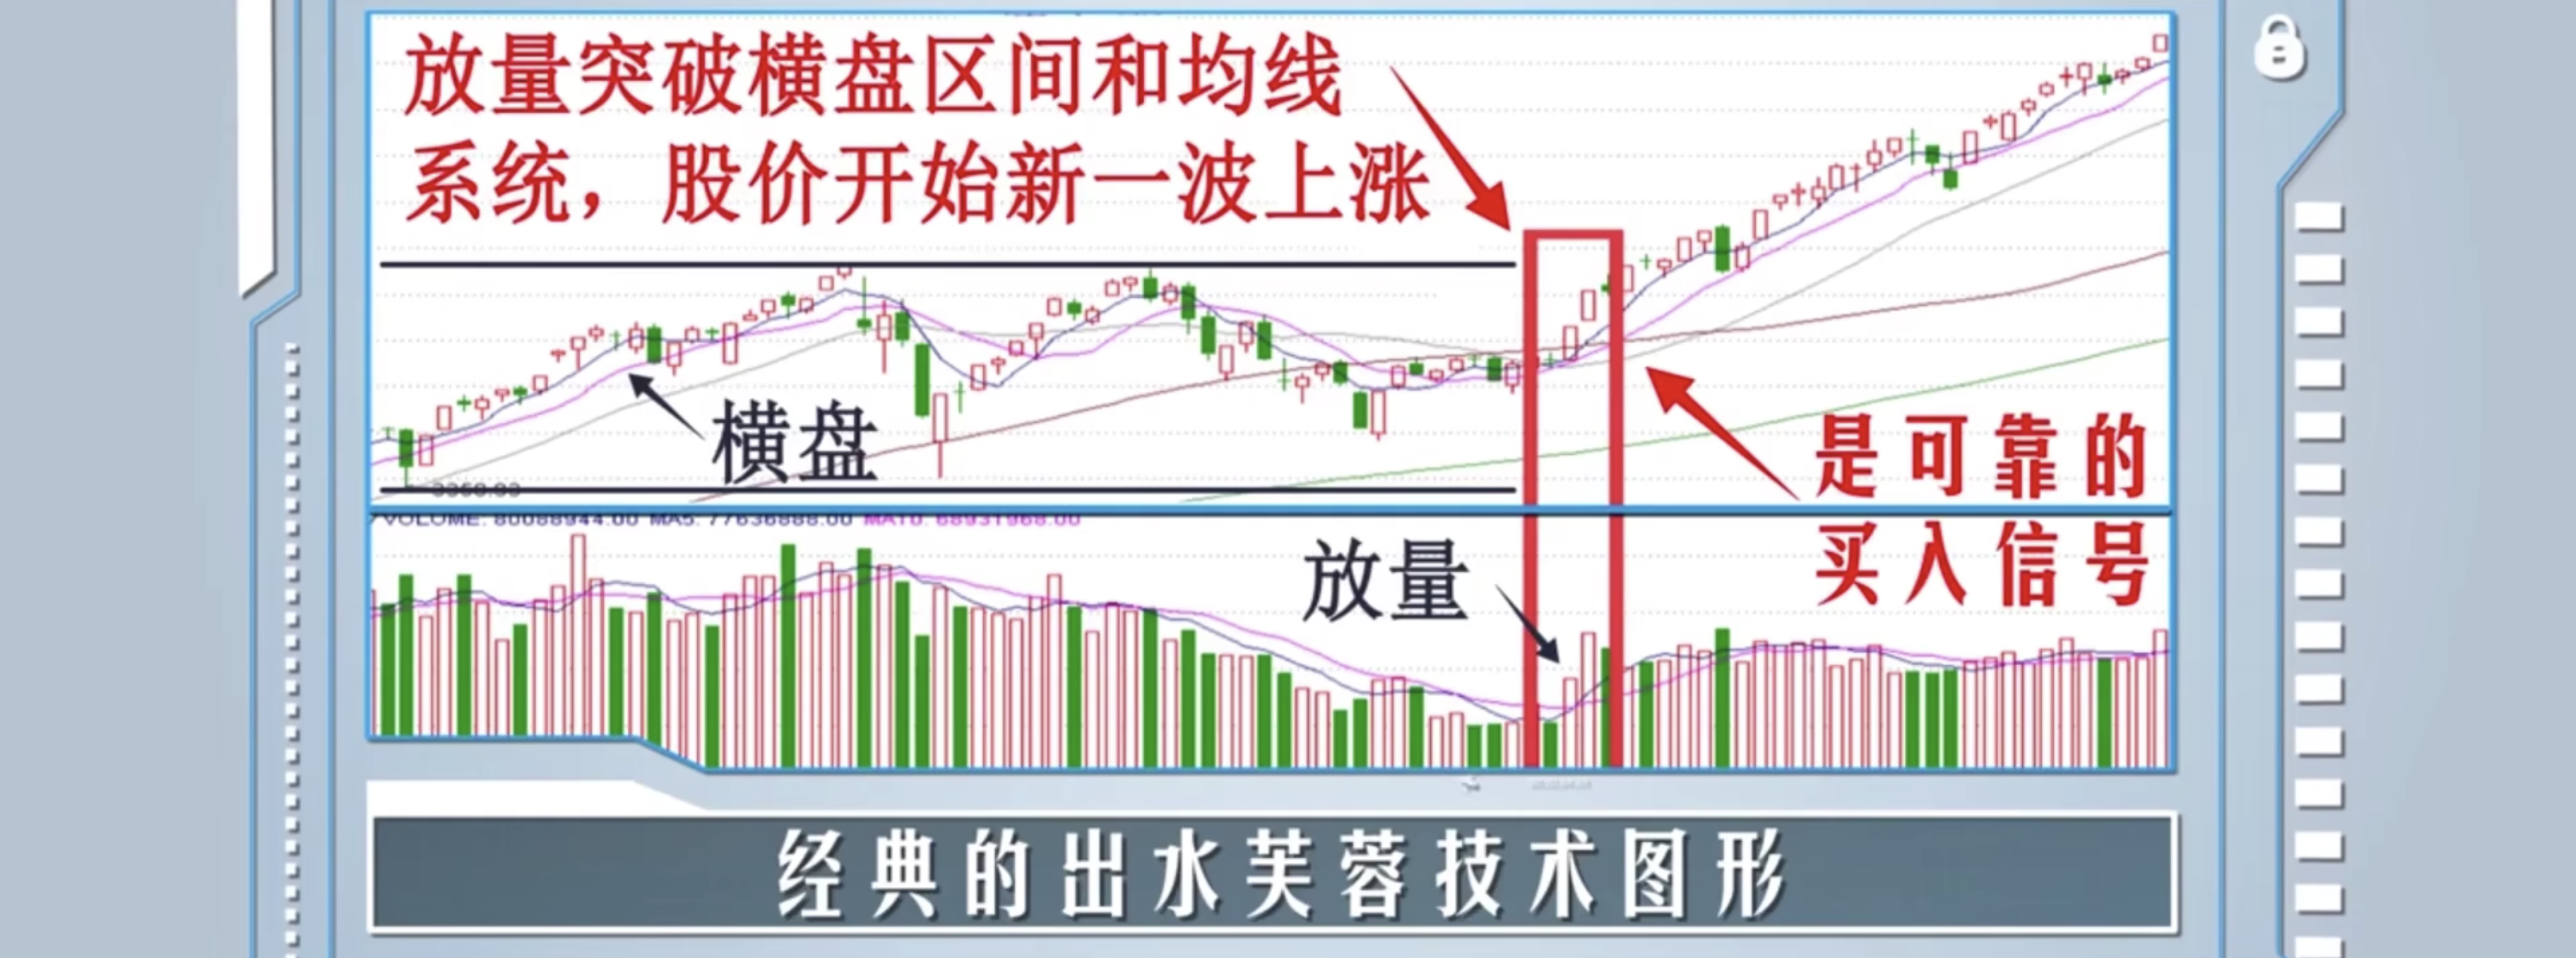 放量突破横盘区间和均线
系统，股价开始新一波上涨
横盘
3350.93
VOLUME: 80088944.00 MA5: 77636888.00 MA10: 68931968.00
放量
是可靠的
买入信号
经典的出水芙蓉技术图形